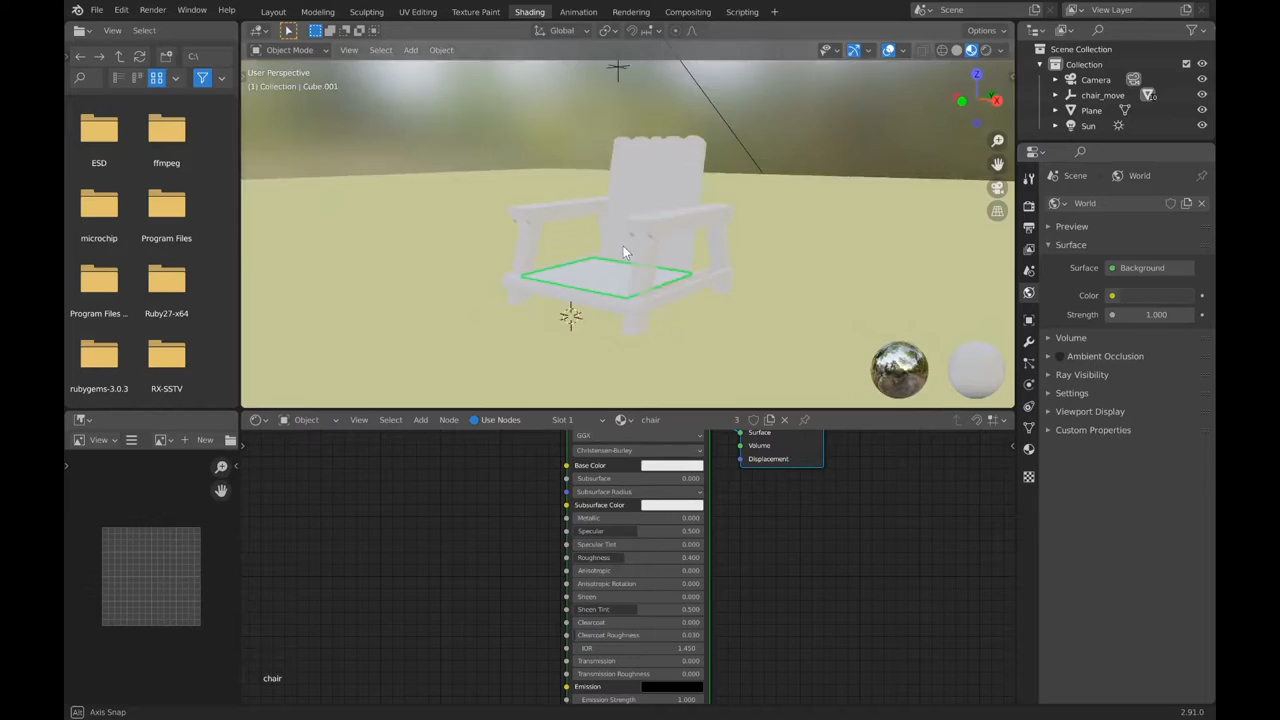 File Edit Render Window Help Layout Modeling Sculpting UV Editing Texture Paint Shading Animation Rendering Compositing Scripting + Scene View Layer
View Select Global Options
C:\ Object Mode View Select Add Object
ESD ffmpeg
microchip Program Files
Program Files ... Ruby27-x64
rubygems-3.0.3 RX-SSTV
User Perspective
(1) Collection | Cube.001
Z
Y
X
Scene Collection
Collection
Camera
chair_move 10
Plane
Sun
Scene World
World
Preview
Surface
Surface Background
Color
Strength 1.000
Volume
Ambient Occlusion
Ray Visibility
Settings
Viewport Display
Custom Properties
View New
Object View Select Add Node Use Nodes Slot 1 chair 3
GGX
Christensen-Burley
Base Color
Subsurface 0.000
Subsurface Radius
Subsurface Color
Metallic 0.000
Specular 0.500
Specular Tint 0.000
Roughness 0.400
Anisotropic 0.000
Anisotropic Rotation 0.000
Sheen 0.000
Sheen Tint 0.500
Clearcoat 0.000
Clearcoat Roughness 0.030
IOR 1.450
Transmission 0.000
Transmission Roughness 0.000
Emission
Emission Strength 1.000
Surface
Volume
Displacement
chair
Alt Axis Snap 2.91.0